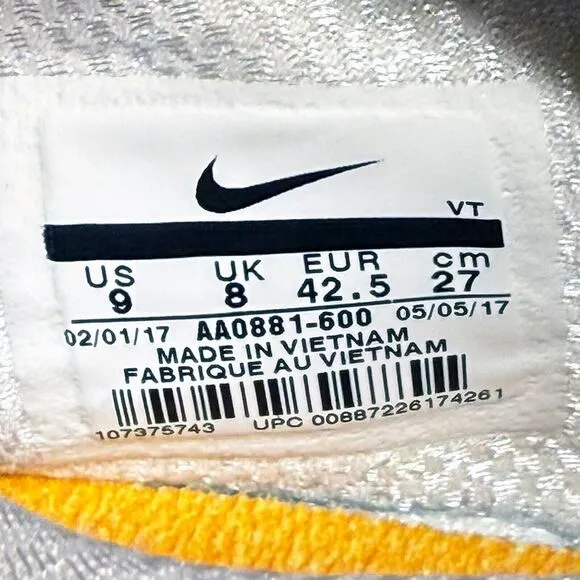 VT
US UK EUR cm
9 8 42.5 27
02/01/17 AA0881-600 05/05/17
MADE IN VIETNAM
FABRIQUE AU VIETNAM
107375743 UPC 00887226174261